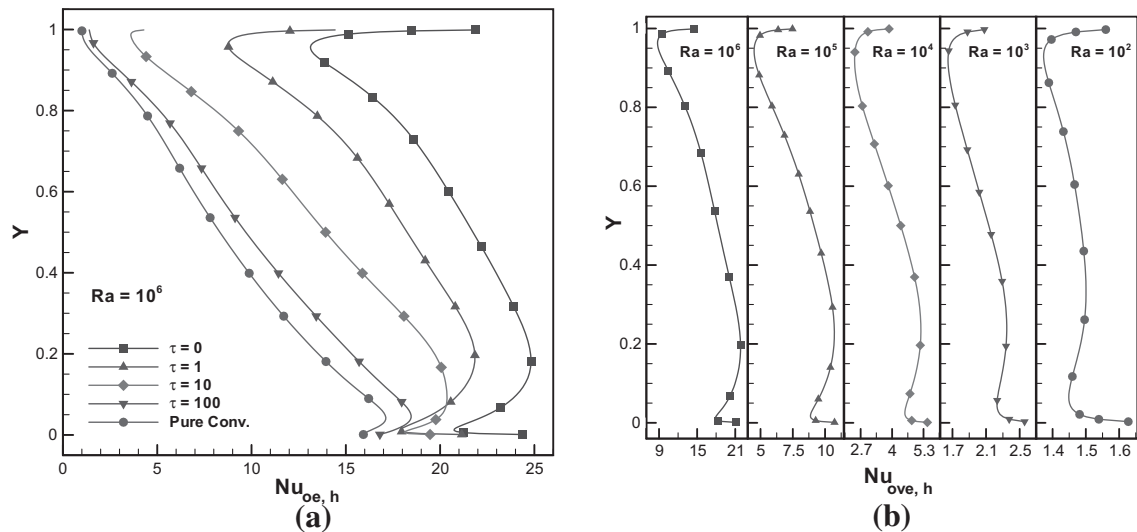 1
0.8
0.6
0.4
0.2
0
Y
Ra = 10⁶
τ = 0
τ = 1
τ = 10
τ = 100
Pure Conv.
0 5 10 15 20 25
Nu_oe, h
(a)
1
0.8
0.6
0.4
0.2
0
Y
Ra = 10⁶ Ra = 10⁵ Ra = 10⁴ Ra = 10³ Ra = 10²
9 15 21 5 7.5 10 2.7 4 5.3 1.7 2.1 2.5 1.4 1.5 1.6
Nu_ove, h
(b)